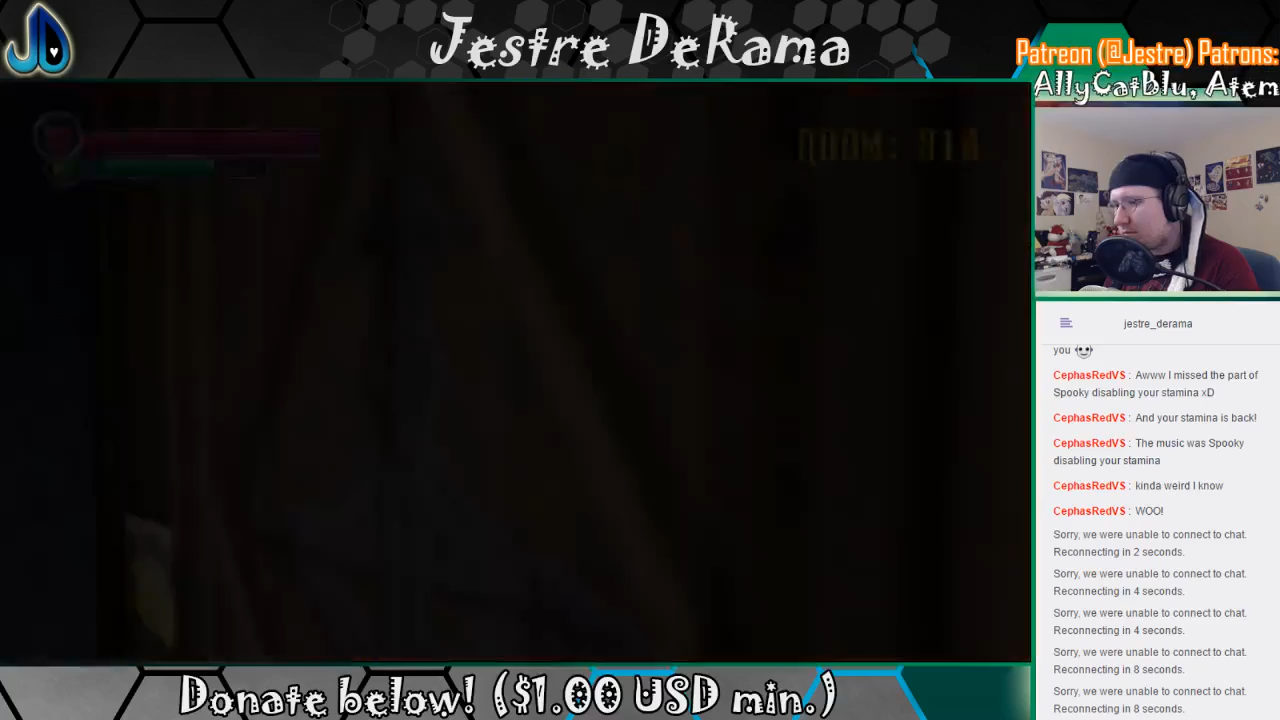 JD
Jestre DeRama
Patreon (@Jestre) Patrons:
AllyCatBlu, Atem
jestre_derama
you
CephasRedVS : Awww I missed the part of
Spooky disabling your stamina xD
CephasRedVS : And your stamina is back!
CephasRedVS : The music was Spooky
disabling your stamina
CephasRedVS : kinda weird I know
CephasRedVS : WOO!
Sorry, we were unable to connect to chat.
Reconnecting in 2 seconds.
Sorry, we were unable to connect to chat.
Reconnecting in 4 seconds.
Sorry, we were unable to connect to chat.
Reconnecting in 4 seconds.
Sorry, we were unable to connect to chat.
Reconnecting in 8 seconds.
Sorry, we were unable to connect to chat.
Reconnecting in 8 seconds.
ROOM:
Donate below! ($1.00 USD min.)